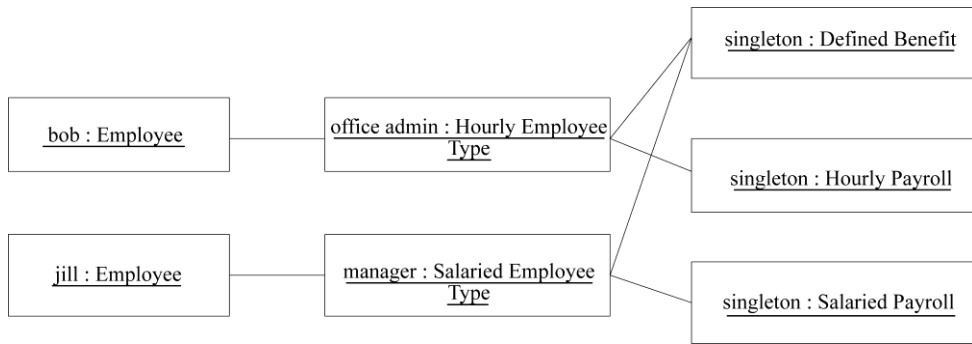 singleton : Defined Benefit
bob : Employee
office admin : Hourly Employee
Type
singleton : Hourly Payroll
jill : Employee
manager : Salaried Employee
Type
singleton : Salaried Payroll